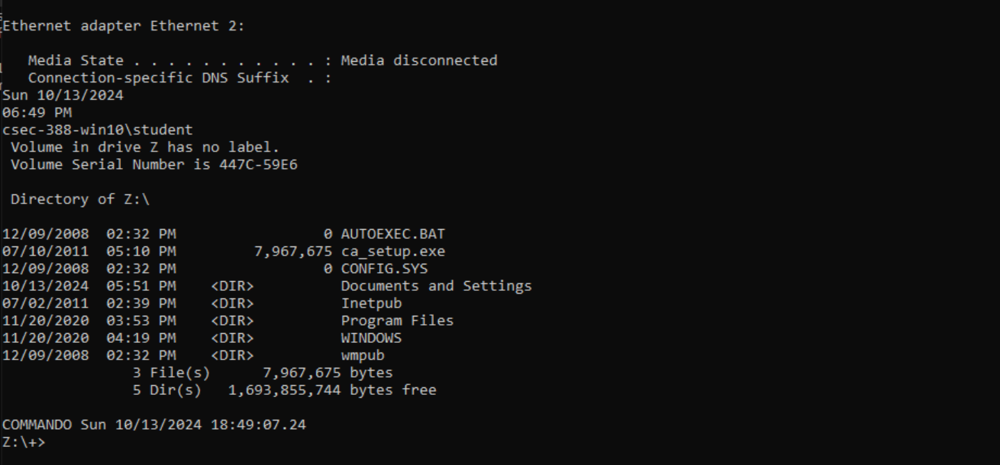 Ethernet adapter Ethernet 2:
   Media State . . . . . . . . . . . : Media disconnected
   Connection-specific DNS Suffix  . :
Sun 10/13/2024
06:49 PM
csec-388-win10\student
 Volume in drive Z has no label.
 Volume Serial Number is 447C-59E6
 Directory of Z:\
12/09/2008  02:32 PM                 0 AUTOEXEC.BAT
07/10/2011  05:10 PM         7,967,675 ca_setup.exe
12/09/2008  02:32 PM                 0 CONFIG.SYS
10/13/2024  05:51 PM    <DIR>          Documents and Settings
07/02/2011  02:39 PM    <DIR>          Inetpub
11/20/2020  03:53 PM    <DIR>          Program Files
11/20/2020  04:19 PM    <DIR>          WINDOWS
12/09/2008  02:32 PM    <DIR>          wmpub
               3 File(s)      7,967,675 bytes
               5 Dir(s)   1,693,855,744 bytes free
COMMANDO Sun 10/13/2024 18:49:07.24
Z:\+>